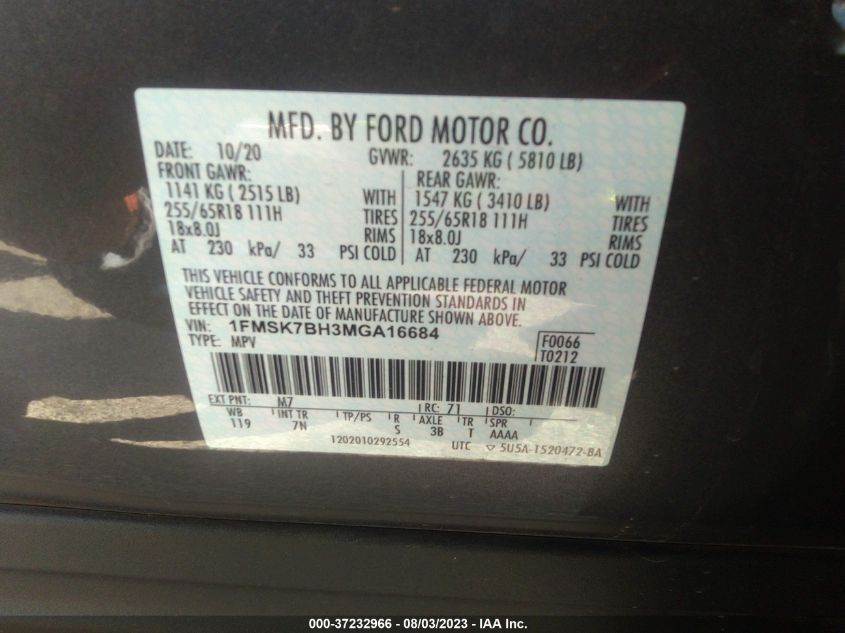 MFD. BY FORD MOTOR CO.
DATE: 10/20 GVWR: 2635 KG ( 5810 LB)
FRONT GAWR: REAR GAWR:
1141 KG ( 2515 LB) WITH 1547 KG ( 3410 LB) WITH
255/65R18 111H TIRES 255/65R18 111H TIRES
18x8.0J RIMS 18x8.0J RIMS
AT 230 kPa/ 33 PSI COLD AT 230 kPa/ 33 PSI COLD
THIS VEHICLE CONFORMS TO ALL APPLICABLE FEDERAL MOTOR
VEHICLE SAFETY AND THEFT PREVENTION STANDARDS IN
EFFECT ON THE DATE OF MANUFACTURE SHOWN ABOVE.
VIN: 1FMSK7BH3MGA16684
TYPE: MPV
F0066
T0212
EXT PNT: M7 RC: 71 DSO:
WB INT TR TP/PS R AXLE TR SPR
119 7N S 3B T AAAA
1202010292554 UTC ▽ 5U5A-1520472-BA
000-37232966 - 08/03/2023 - IAA Inc.